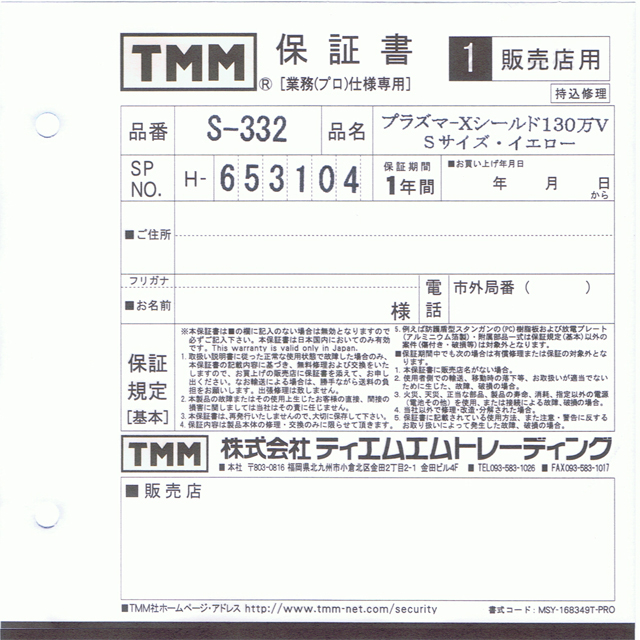 TMM 保証書 1 販売店用
® [業務(プロ)仕様専用]
持込修理
品番 S-332 品名 プラズマ-Xシールド130万V
Sサイズ・イエロー
SP NO. H-653104 保証期間 1年間 ■お買い上げ年月日
年 月 日から
■ご住所
フリガナ
■お名前 様 電話 市外局番( )
保証規定[基本]
※本保証書は■の欄に記入のない場合は無効となりますので
必ずご記入下さい。本保証書は日本国内においてのみ有効
です。This warranty is valid only in Japan.
1. 取扱い説明書に従った正常な使用状態で故障した場合のみ、
本保証書の記載内容に基づき、無料修理および交換をいた
しますので、お買上げの販売店に保証書を添えて、お申し
出ください。なお輸送による場合は、勝手ながら送料の負
担をお願いします。出張修理は致しません。
2. 本製品の故障またはその使用上生じたお客様の直接、間接の
損害に関しましては当社はその責に任じません。
3. 本保証書は、再発行いたしませんので、大切に保存して下さい。
4. 保証内容は製品本体の修理・交換のみに限らせて頂きます。
5. 例えば防護盾型スタンガンの(PC)樹脂板および放電プレート
(アルミニウム箔製)・附属部品一式は保証規定(基本)以外の
案件(傷付き・破損等)は対象外となります。
■保証期間中でも次の場合は有償修理または保証の対象外とな
ります。
1. 本保証書に販売店名がない場合。
2. 使用者側での輸送、移動時の落下等、お取扱いが適当でない
ために生じた、故障、破損の場合。
3. 火災、天災、正当な部品、製品の寿命、消耗、指定以外の電源
(電池その他)を使用、または接続による故障、破損の場合。
4. 当社以外で修理・改造・分解された場合。
5. 保証書に記載されている使用方法、また注意・警告に反する
お取り扱いによって発生した故障、破損の場合。
TMM 株式会社 ティエムエムトレーディング
■本社 〒803-0816 福岡県北九州市小倉北区金田2丁目2-1 金田ビル4F ■TEL093-583-1026 ■FAX093-583-1017
■販売店
■TMM社ホームページ・アドレス http://www.tmm-net.com/security 書式コード: MSY-168349T-PRO